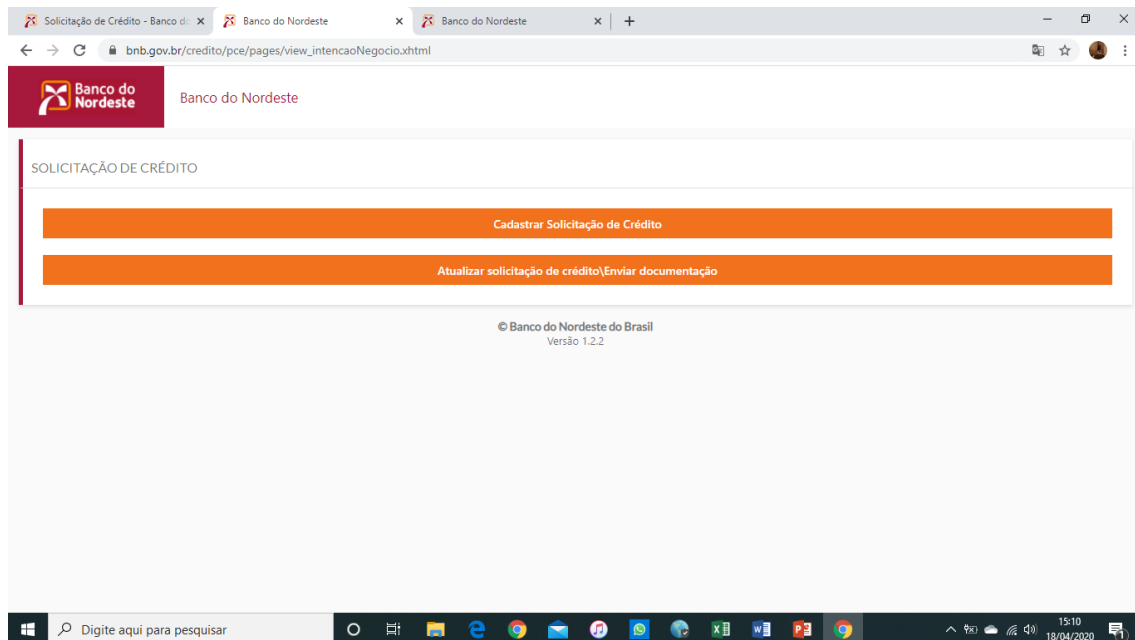 Solicitação de Crédito - Banco do
Banco do Nordeste
Banco do Nordeste
bnb.gov.br/credito/pce/pages/view_intencaoNegocio.xhtml
Banco do
Nordeste
Banco do Nordeste
SOLICITAÇÃO DE CRÉDITO
Cadastrar Solicitação de Crédito
Atualizar solicitação de crédito\Enviar documentação
© Banco do Nordeste do Brasil
Versão 1.2.2
Digite aqui para pesquisar
15:10
18/04/2020